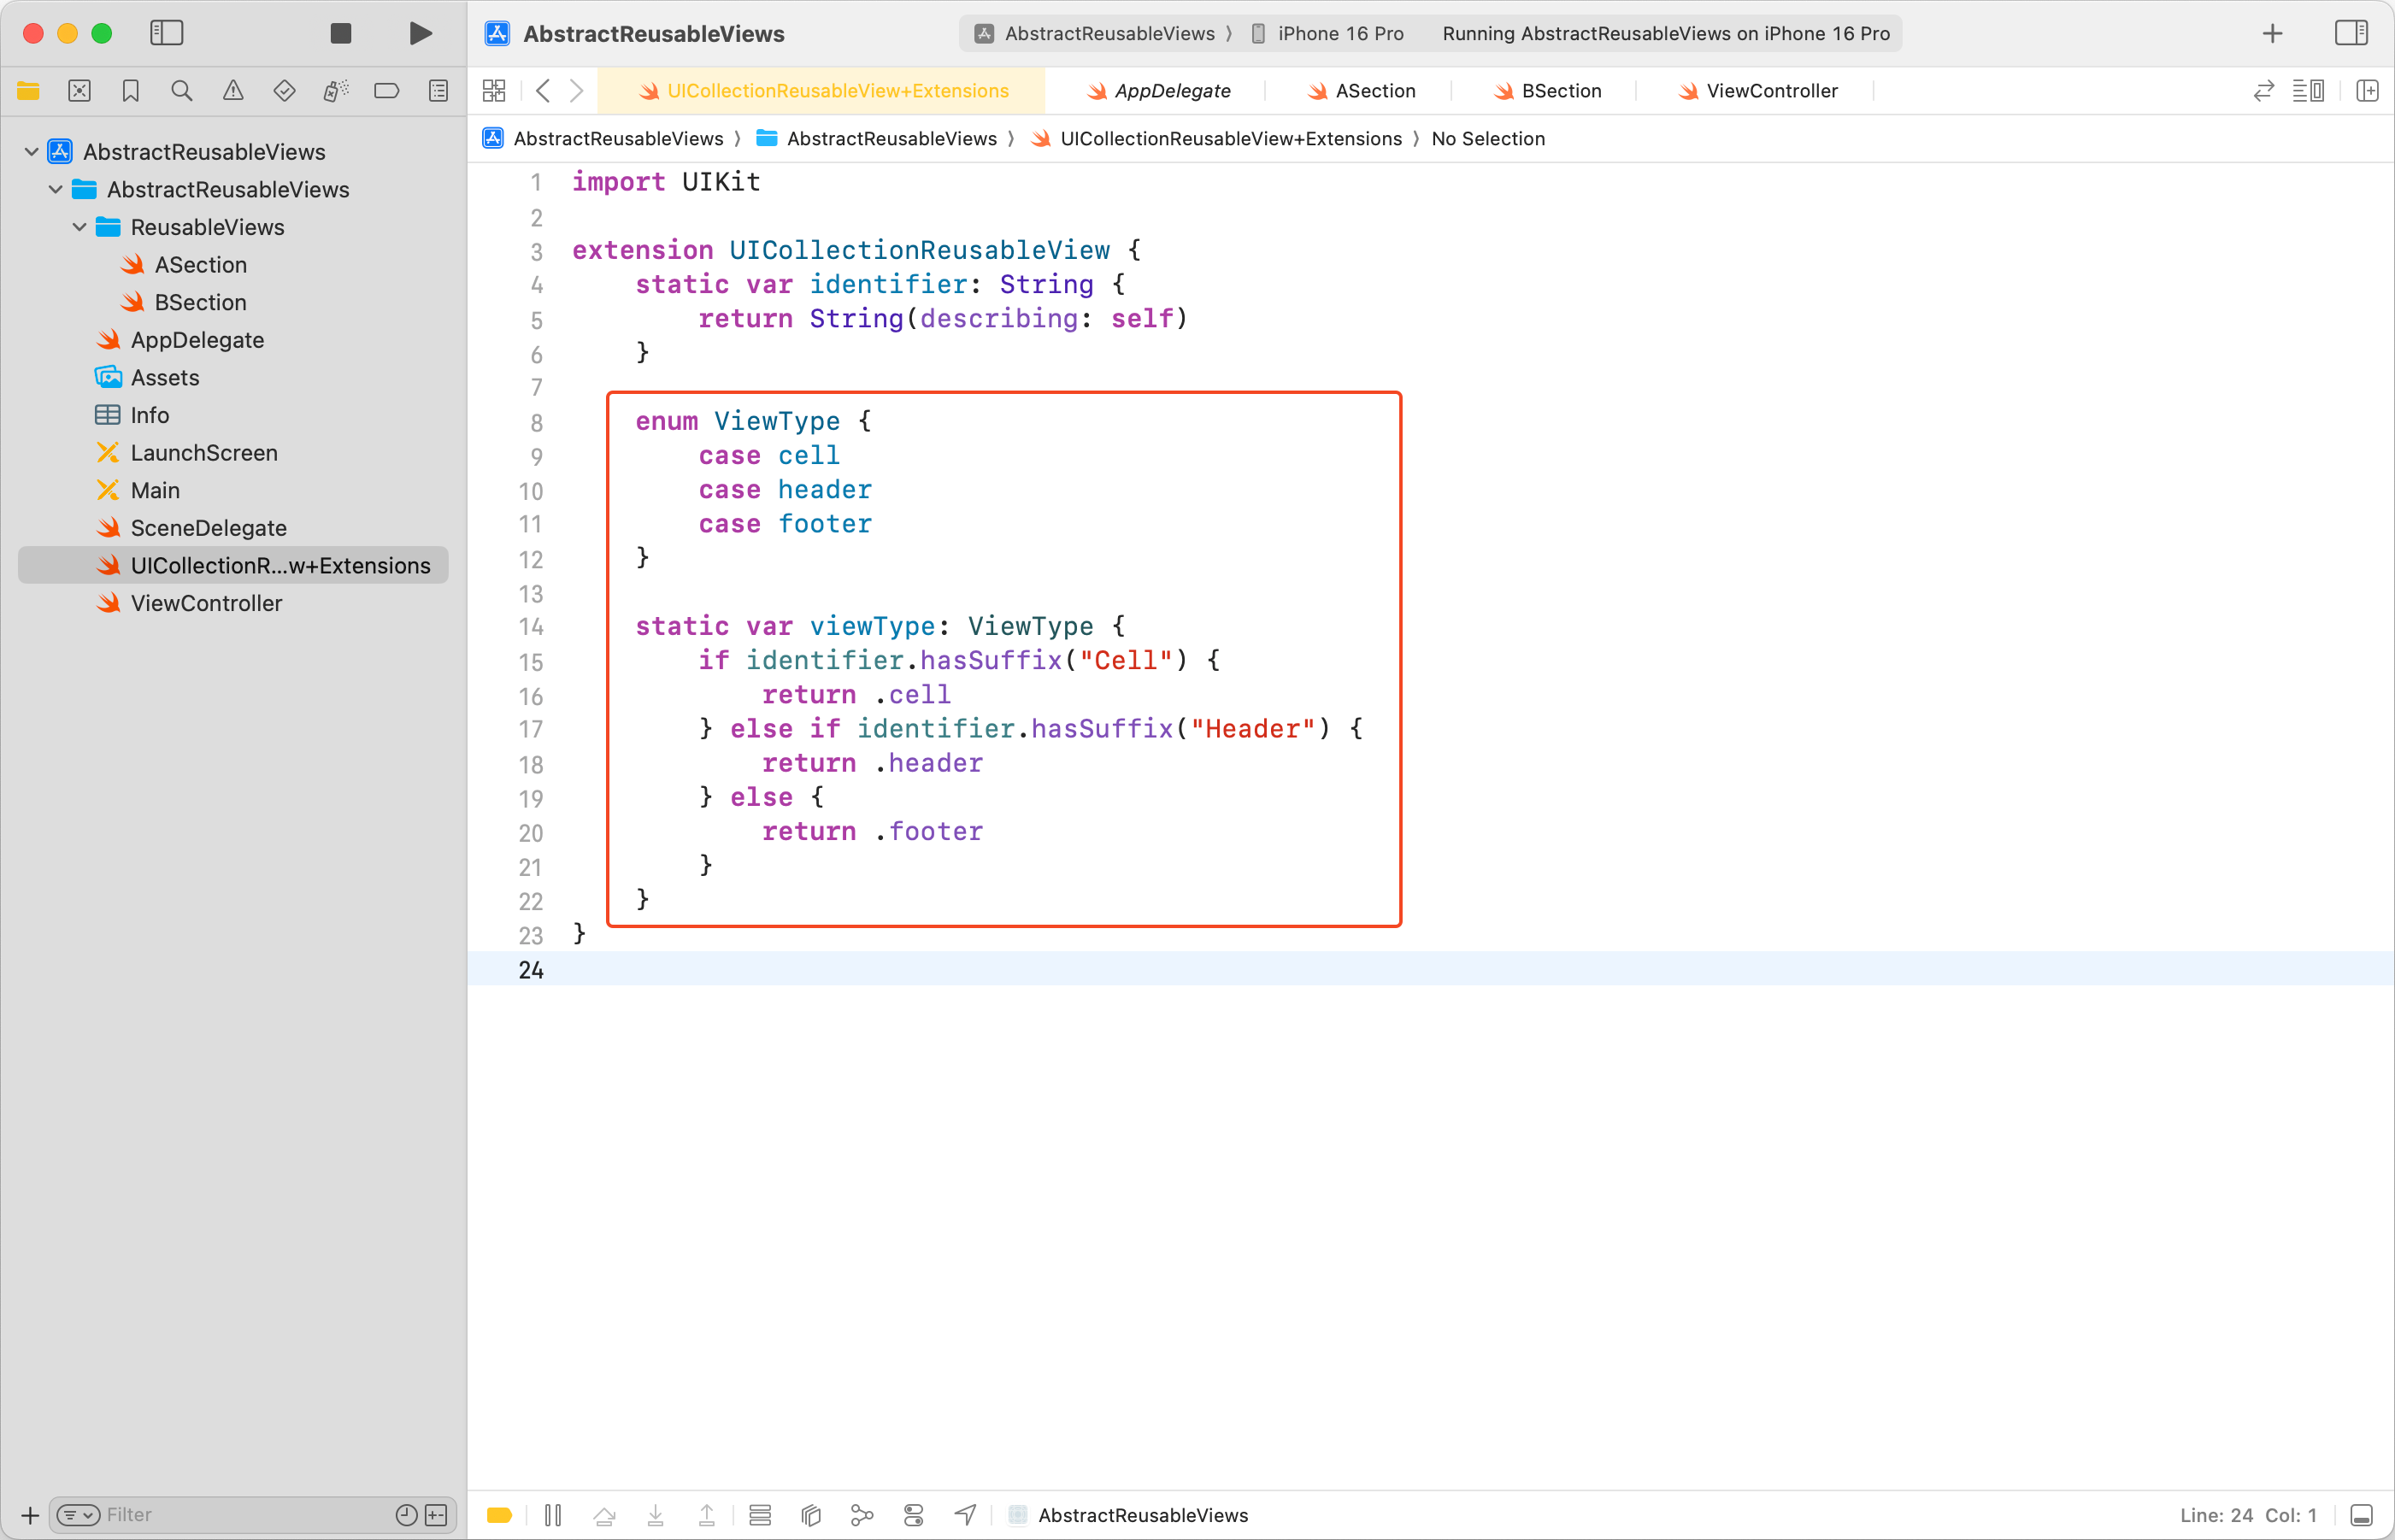 AbstractReusableViews
AbstractReusableViews 〉 iPhone 16 Pro Running AbstractReusableViews on iPhone 16 Pro
UICollectionReusableView+Extensions AppDelegate ASection BSection ViewController
AbstractReusableViews 〉 AbstractReusableViews 〉 UICollectionReusableView+Extensions 〉 No Selection
AbstractReusableViews
AbstractReusableViews
ReusableViews
ASection
BSection
AppDelegate
Assets
Info
LaunchScreen
Main
SceneDelegate
UICollectionR...w+Extensions
ViewController
1 import UIKit
2
3 extension UICollectionReusableView {
4 static var identifier: String {
5 return String(describing: self)
6 }
7
8 enum ViewType {
9 case cell
10 case header
11 case footer
12 }
13
14 static var viewType: ViewType {
15 if identifier.hasSuffix("Cell") {
16 return .cell
17 } else if identifier.hasSuffix("Header") {
18 return .header
19 } else {
20 return .footer
21 }
22 }
23 }
24
Filter
AbstractReusableViews
Line: 24 Col: 1